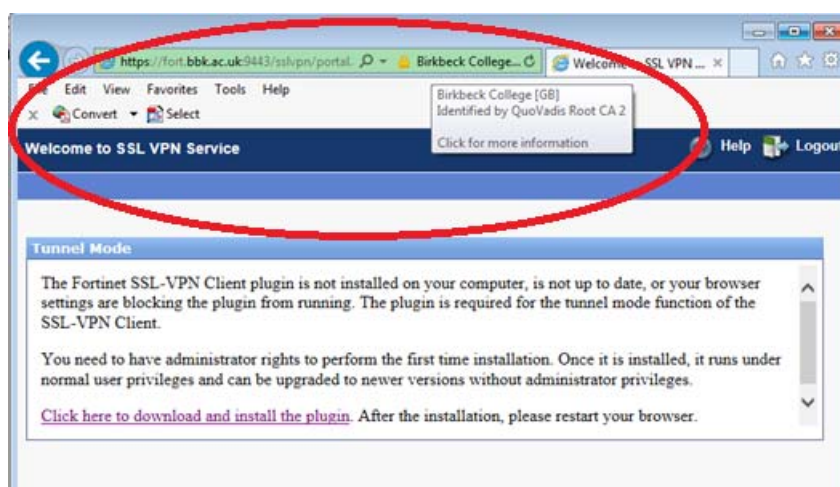 https://fort.bbk.ac.uk:9443/sslvpn/portal. Birkbeck College... Welcome to SSL VPN ...
File Edit View Favorites Tools Help
x Convert Select
Birkbeck College [GB]
Identified by QuoVadis Root CA 2
Click for more information
Welcome to SSL VPN Service Help Logout
Tunnel Mode
The Fortinet SSL-VPN Client plugin is not installed on your computer, is not up to date, or your browser
settings are blocking the plugin from running. The plugin is required for the tunnel mode function of the
SSL-VPN Client.
You need to have administrator rights to perform the first time installation. Once it is installed, it runs under
normal user privileges and can be upgraded to newer versions without administrator privileges.
Click here to download and install the plugin. After the installation, please restart your browser.